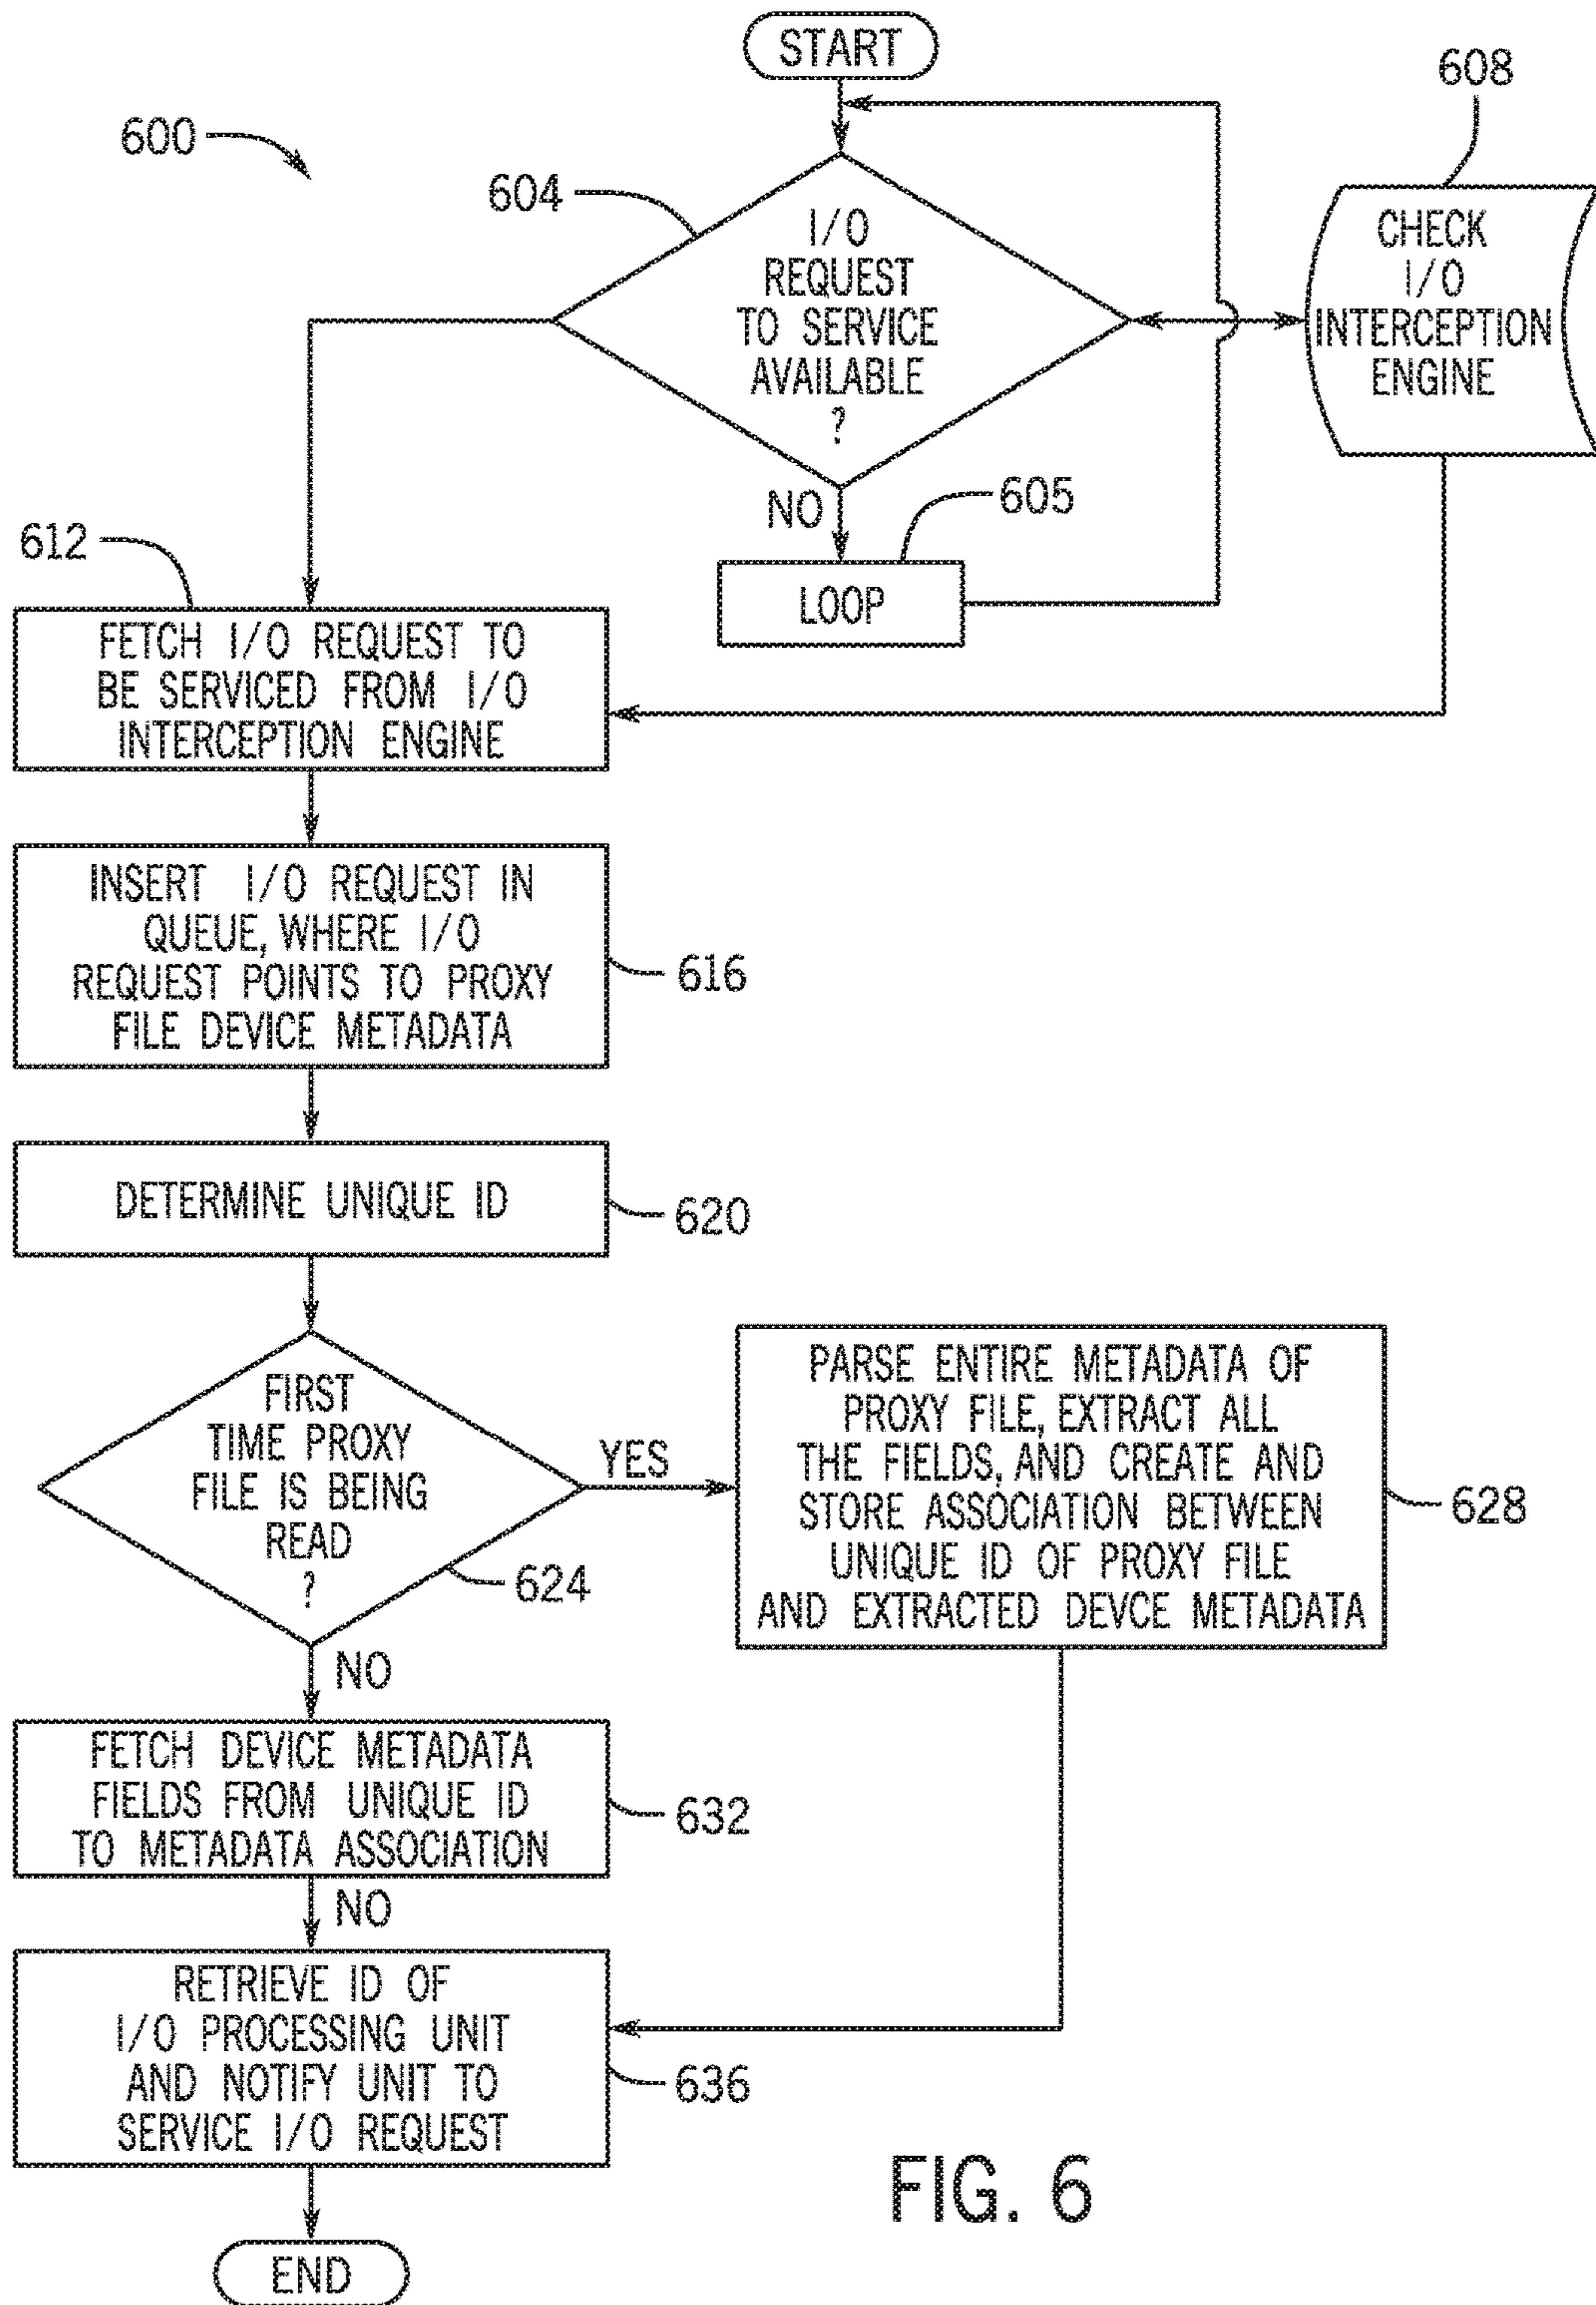 START
600
604
608
I/O
REQUEST
TO SERVICE
AVAILABLE
?
CHECK
I/O
INTERCEPTION
ENGINE
NO
605
LOOP
612
FETCH I/O REQUEST TO
BE SERVICED FROM I/O
INTERCEPTION ENGINE
INSERT I/O REQUEST IN
QUEUE, WHERE I/O
REQUEST POINTS TO PROXY
FILE DEVICE METADATA
616
DETERMINE UNIQUE ID
620
FIRST
TIME PROXY
FILE IS BEING
READ
?
624
YES
PARSE ENTIRE METADATA OF
PROXY FILE, EXTRACT ALL
THE FIELDS, AND CREATE AND
STORE ASSOCIATION BETWEEN
UNIQUE ID OF PROXY FILE
AND EXTRACTED DEVCE METADATA
628
NO
FETCH DEVICE METADATA
FIELDS FROM UNIQUE ID
TO METADATA ASSOCIATION
632
NO
RETRIEVE ID OF
I/O PROCESSING UNIT
AND NOTIFY UNIT TO
SERVICE I/O REQUEST
636
END
FIG. 6